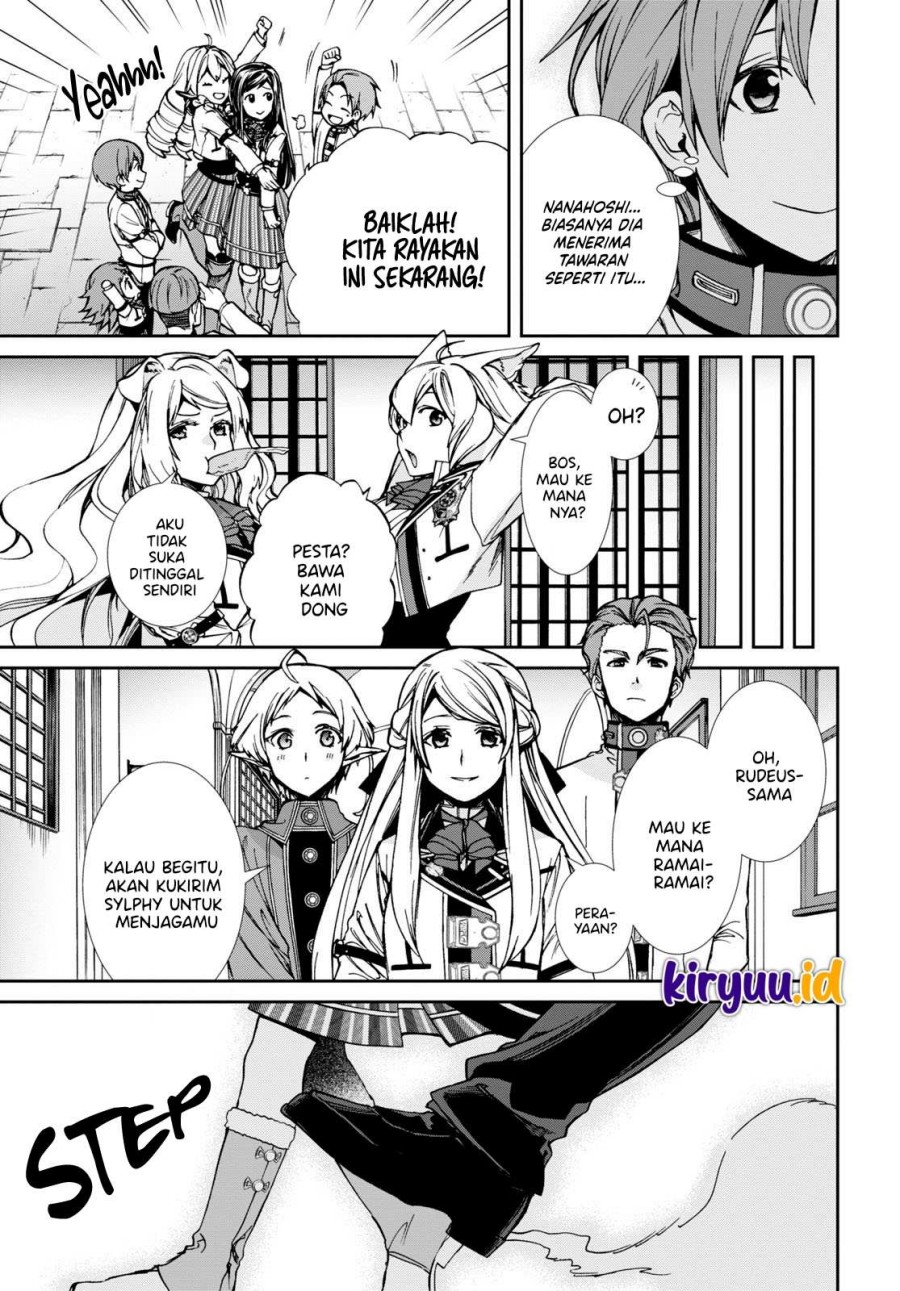 NANAHOSHI...
BIASANYA DIA
MENERIMA
TAWARAN
SEPERTI ITU...
Yeahhh!
BAIKLAH!
KITA RAYAKAN
INI SEKARANG!
OH?
BOS,
MAU KE
MANA
NYA?
PESTA?
BAWA
KAMI
DONG
AKU
TIDAK
SUKA
DITINGGAL
SENDIRI
OH,
RUDEUS-
SAMA
MAU KE
MANA
RAMAI-
RAMAI?
PERA-
YAAN?
KALAU BEGITU,
AKAN KUKIRIM
SYLPHY UNTUK
MENJAGAMU
kiryuu.id
STEP